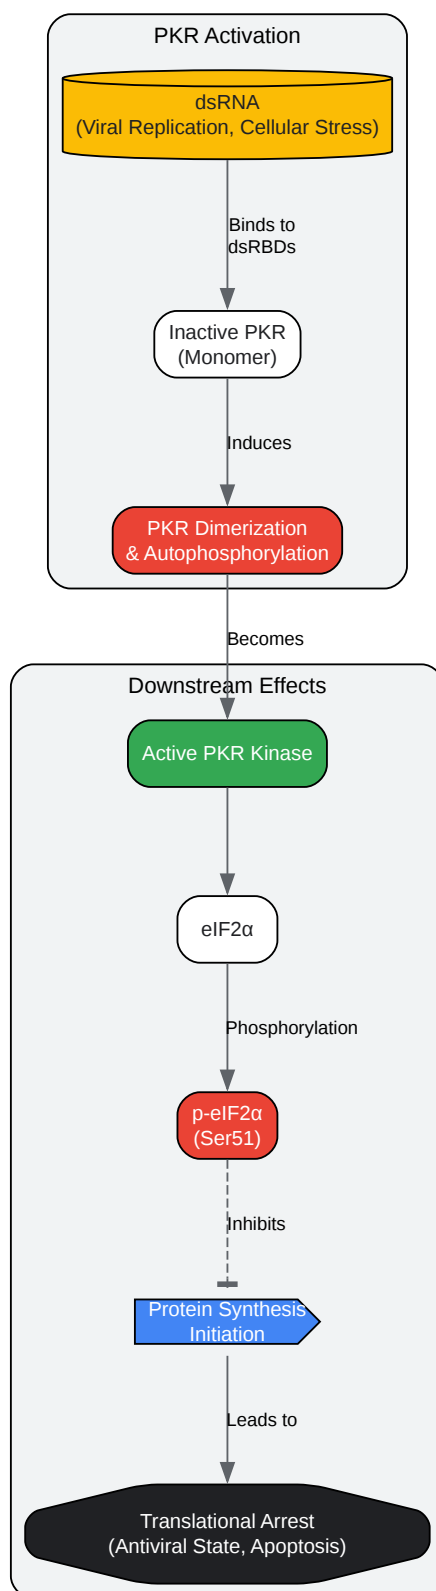 PKR Activation
dsRNA
(Viral Replication, Cellular Stress)
Binds to
dsRBDs
Inactive PKR
(Monomer)
Induces
PKR Dimerization
& Autophosphorylation
Becomes
Downstream Effects
Active PKR Kinase
eIF2α
Phosphorylation
p-eIF2α
(Ser51)
Inhibits
Protein Synthesis
Initiation
Leads to
Translational Arrest
(Antiviral State, Apoptosis)